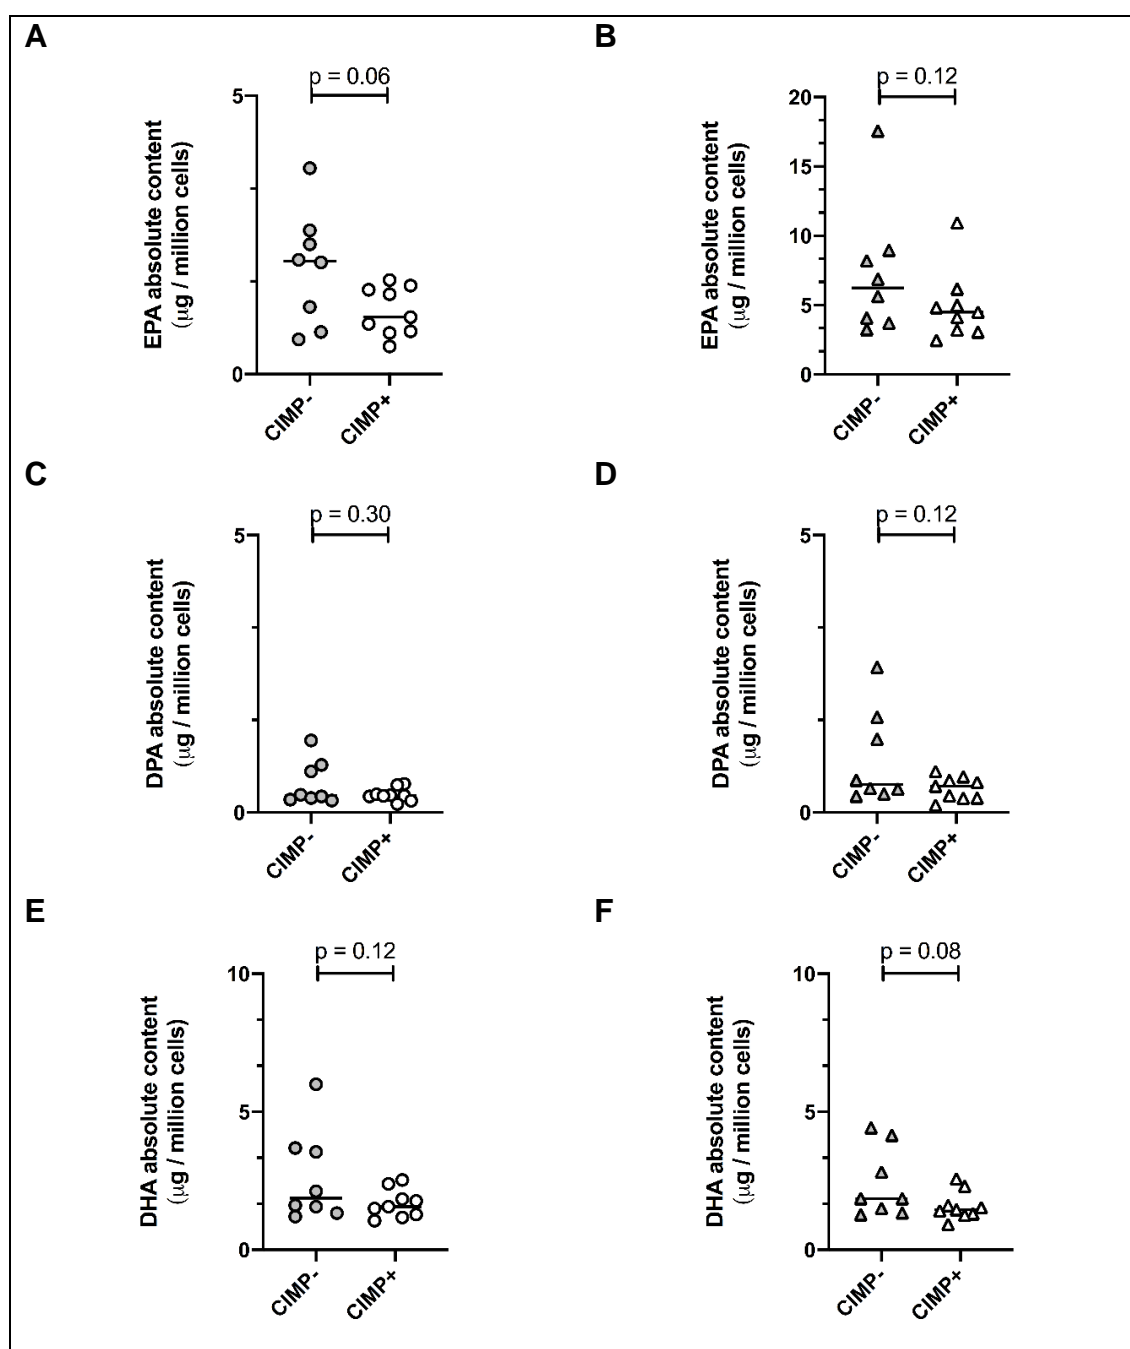 A
p = 0.06
EPA absolute content
(μg / million cells)
5
0
CIMP-
CIMP+
B
p = 0.12
EPA absolute content
(μg / million cells)
20
15
10
5
0
CIMP-
CIMP+
C
p = 0.30
DPA absolute content
(μg / million cells)
5
0
CIMP-
CIMP+
D
p = 0.12
DPA absolute content
(μg / million cells)
5
0
CIMP-
CIMP+
E
p = 0.12
DHA absolute content
(μg / million cells)
10
5
0
CIMP-
CIMP+
F
p = 0.08
DHA absolute content
(μg / million cells)
10
5
0
CIMP-
CIMP+